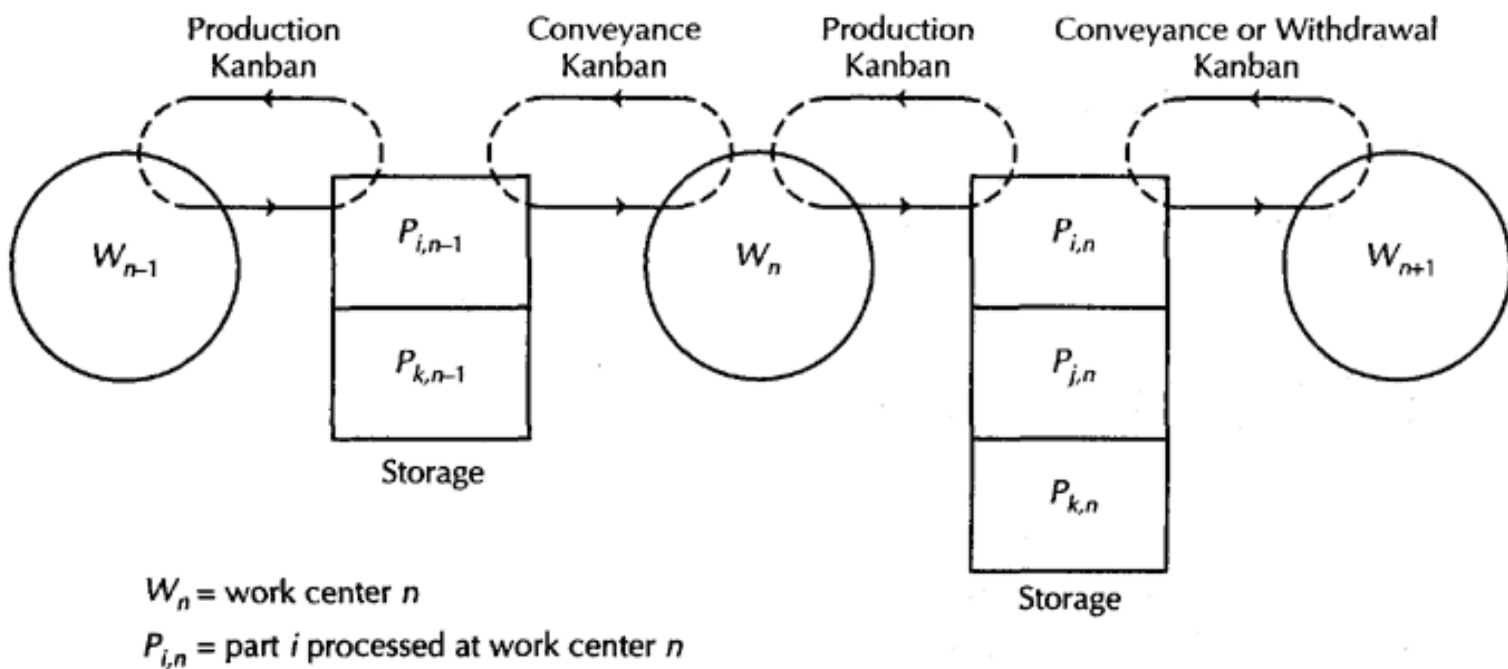 Production Kanban
Conveyance Kanban
Production Kanban
Conveyance or Withdrawal Kanban
W_{n–1}
P_{i,n–1}
P_{k,n–1}
Storage
W_n
P_{i,n}
P_{j,n}
P_{k,n}
Storage
W_{n+1}
W_n = work center n
P_{i,n} = part i processed at work center n